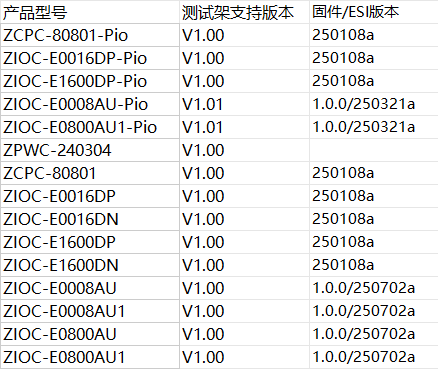 产品型号 测试架支持版本 固件/ESI版本
ZCPC-80801-Pio V1.00 250108a
ZIOC-E0016DP-Pio V1.00 250108a
ZIOC-E1600DP-Pio V1.00 250108a
ZIOC-E0008AU-Pio V1.01 1.0.0/250321a
ZIOC-E0800AU1-Pio V1.01 1.0.0/250321a
ZPWC-240304 V1.00
ZCPC-80801 V1.00 250108a
ZIOC-E0016DP V1.00 250108a
ZIOC-E0016DN V1.00 250108a
ZIOC-E1600DP V1.00 250108a
ZIOC-E1600DN V1.00 250108a
ZIOC-E0008AU V1.00 1.0.0/250702a
ZIOC-E0008AU1 V1.00 1.0.0/250702a
ZIOC-E0800AU V1.00 1.0.0/250702a
ZIOC-E0800AU1 V1.00 1.0.0/250702a